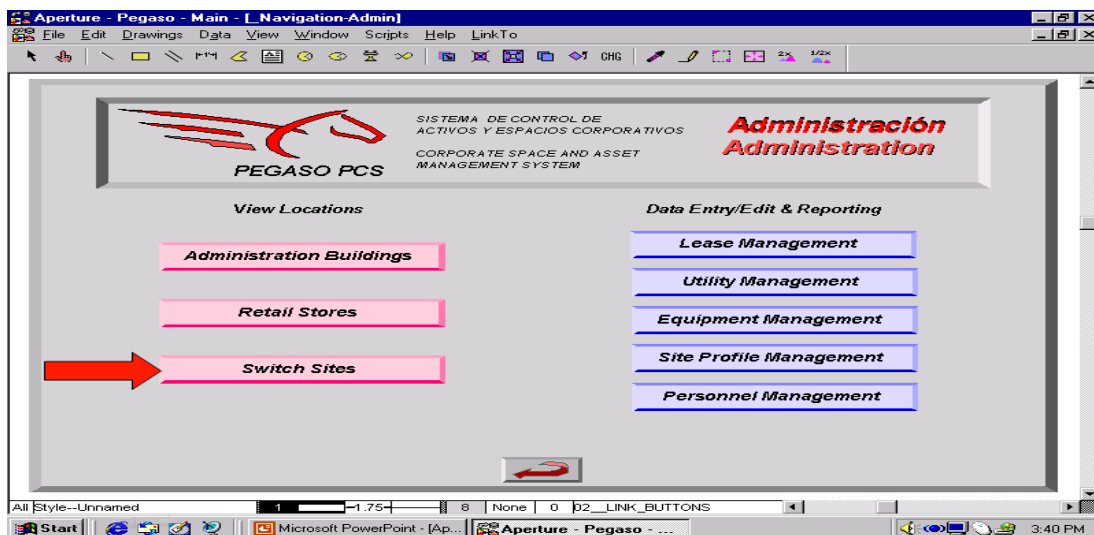 Aperture - Pegaso - Main - [_Navigation-Admin]
File Edit Drawings Data View Window Scripts Help LinkTo
CHG 2× 1/2×
SISTEMA DE CONTROL DE
ACTIVOS Y ESPACIOS CORPORATIVOS
CORPORATE SPACE AND ASSET
MANAGEMENT SYSTEM
PEGASO PCS
Administración
Administration
View Locations
Data Entry/Edit & Reporting
Administration Buildings
Retail Stores
Switch Sites
Lease Management
Utility Management
Equipment Management
Site Profile Management
Personnel Management
All Style--Unnamed 1 1.75 8 None 0 02__LINK_BUTTONS
Start Microsoft PowerPoint - [Ap... Aperture - Pegaso - ... 3:40 PM